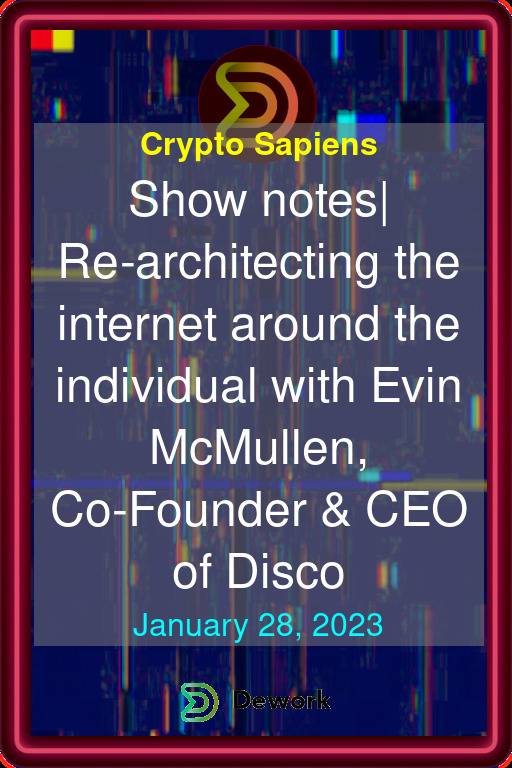 Crypto Sapiens
Show notes|
Re-architecting the
internet around the
individual with Evin
McMullen,
Co-Founder & CEO
of Disco
January 28, 2023
Dework